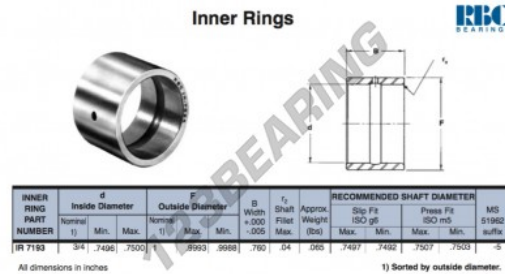 Inner Rings
RBC
BEARINGS
123BEARING
B
rs
d
F
INNER RING PART NUMBER
d Inside Diameter
F Outside Diameter
B Width +.000 -.005
Shaft Fillet Max.
Approx. Weight (lbs)
RECOMMENDED SHAFT DIAMETER
MS 51962 suffix
Slip Fit ISO g6
Press Fit ISO m5
Nominal 1) Min. Max. Nominal 1) Max. Min. Max. Min. Max. Min.
IR 7193 3/4 .7496 .7500 1 .9993 .9988 .760 .04 .065 .7497 .7492 .7507 .7503 -5
All dimensions in inches
1) Sorted by outside diameter.